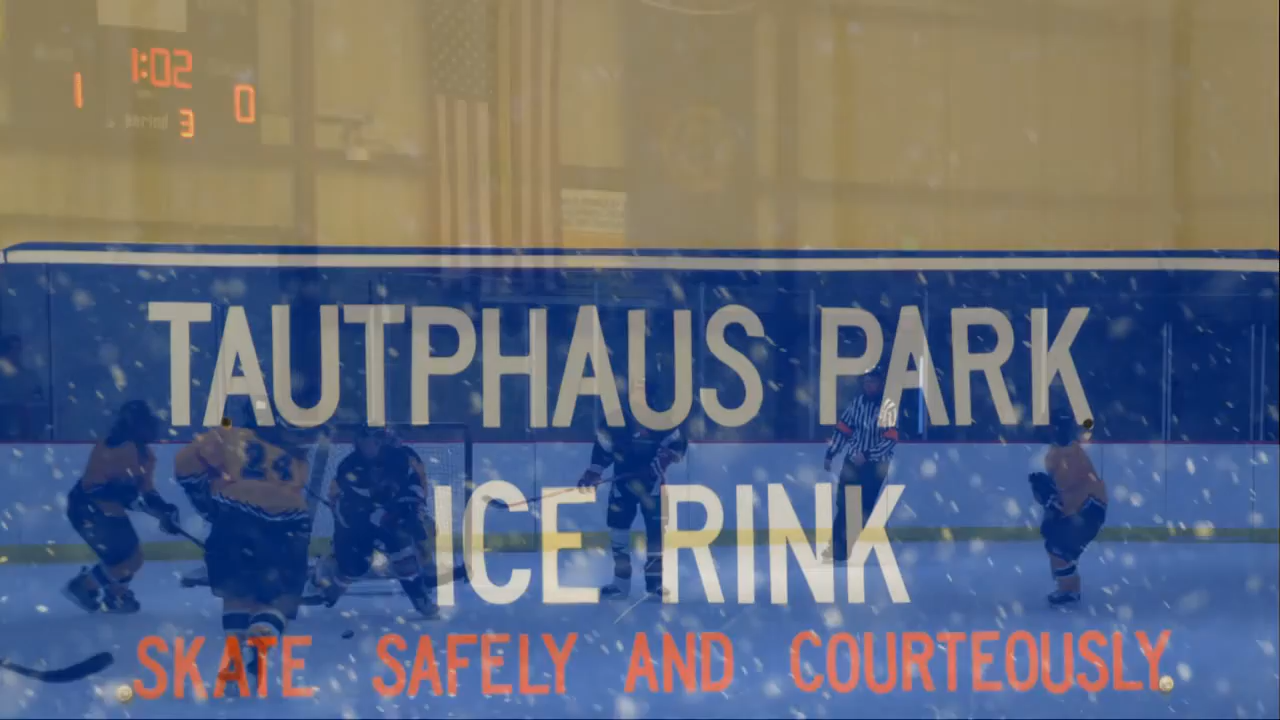 1:02
1 0
Period 3
TAUTPHAUS PARK
24
ICE RINK
SKATE SAFELY AND COURTEOUSLY